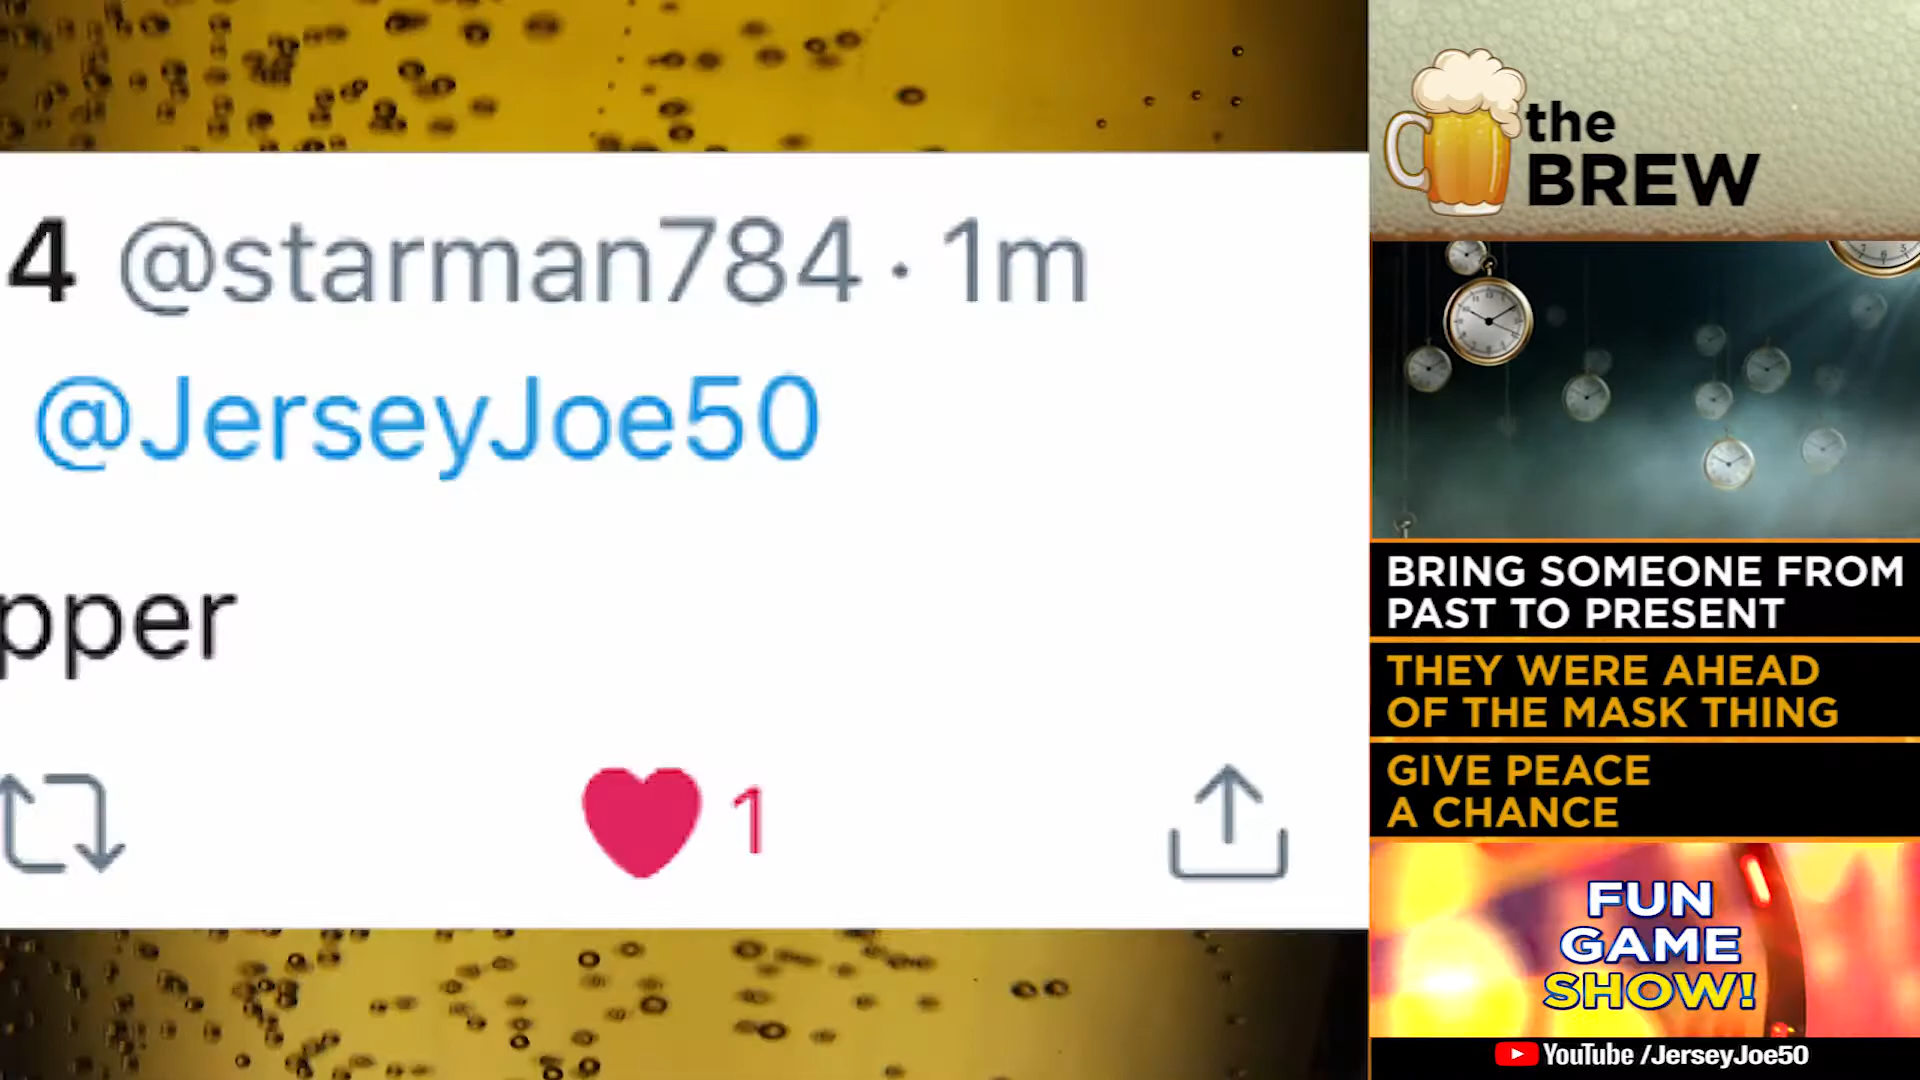 4 @starman784 · 1m
@JerseyJoe50
pper
1
the
BREW
BRING SOMEONE FROM
PAST TO PRESENT
THEY WERE AHEAD
OF THE MASK THING
GIVE PEACE
A CHANCE
FUN
GAME
SHOW!
YouTube /JerseyJoe50